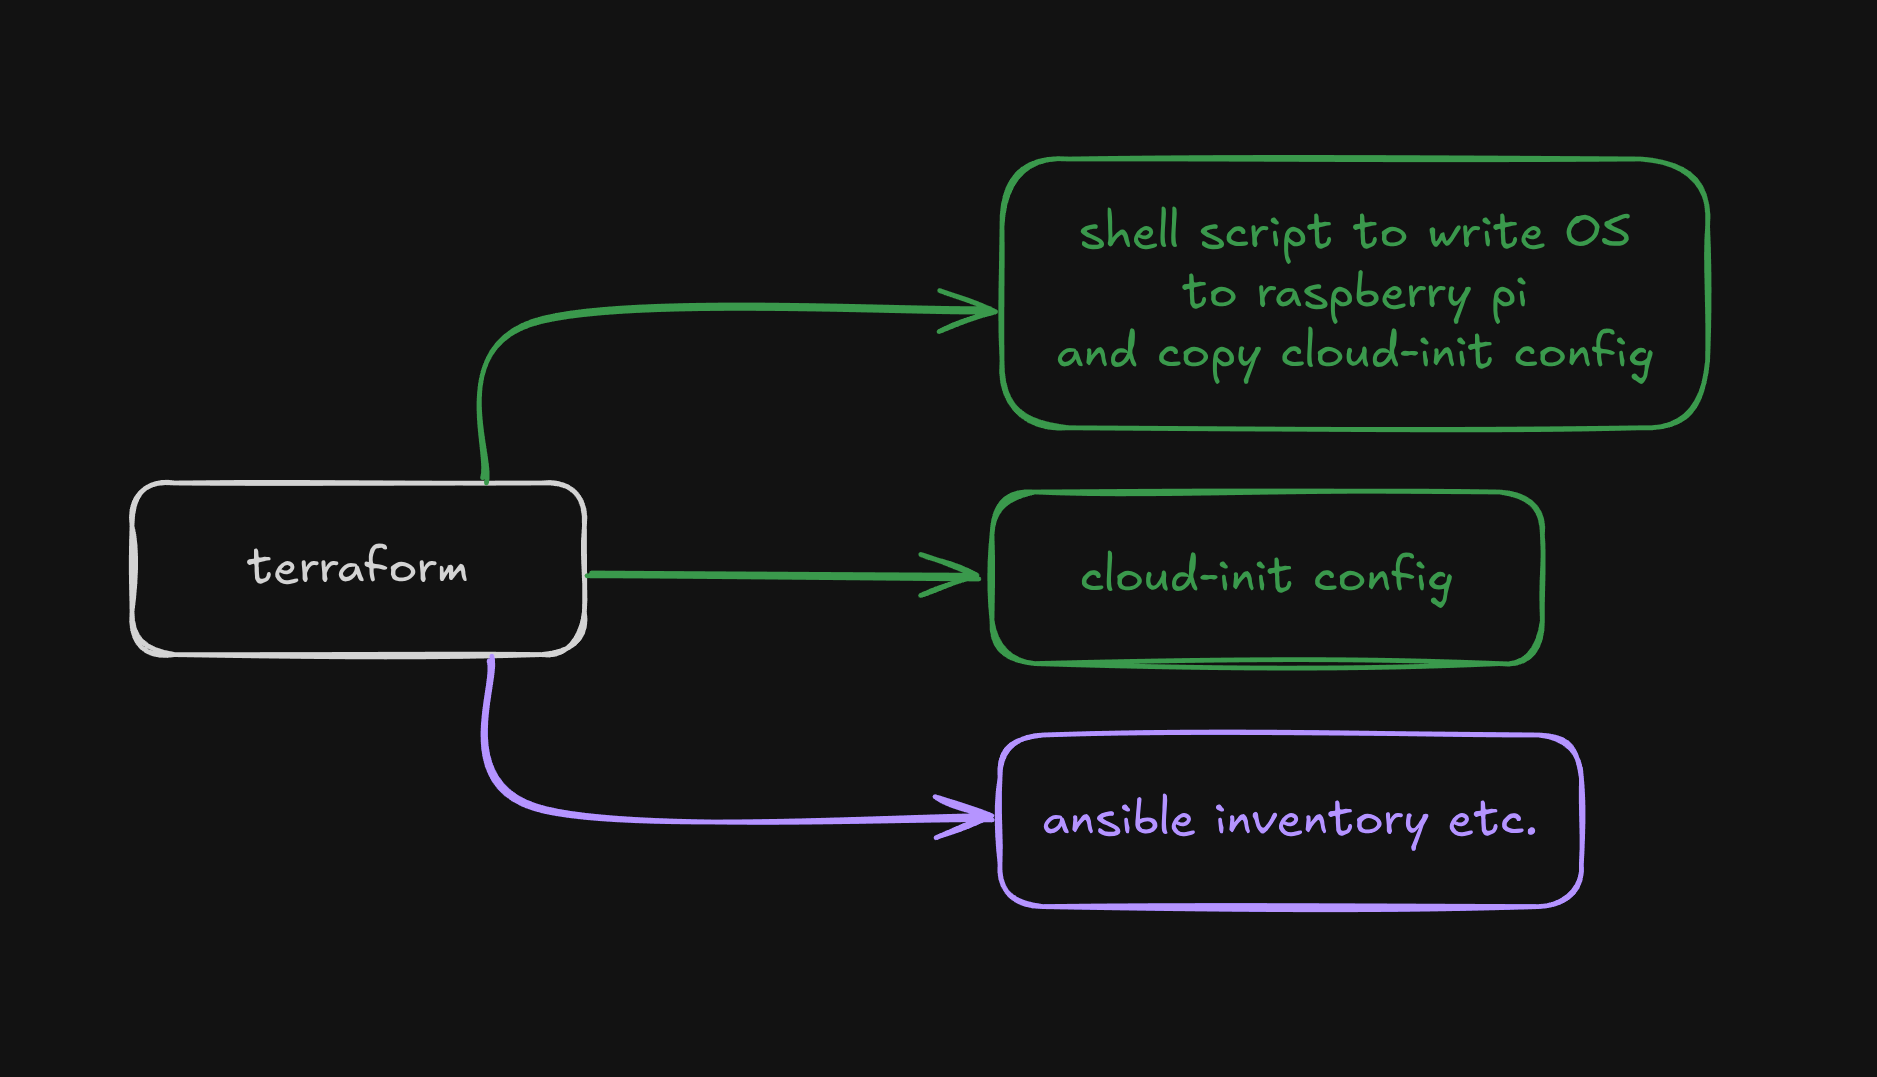 shell script to write OS
to raspberry pi
and copy cloud-init config
terraform
cloud-init config
ansible inventory etc.